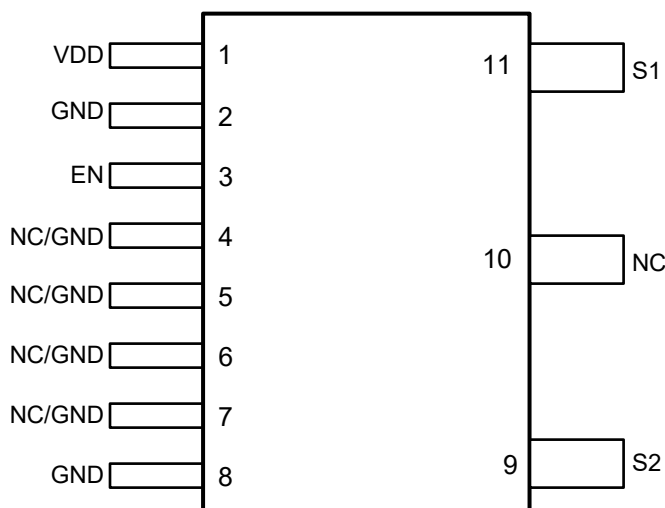 VDD 1 11 S1
GND 2
EN 3
NC/GND 4
10 NC
NC/GND 5
NC/GND 6
NC/GND 7
9 S2
GND 8